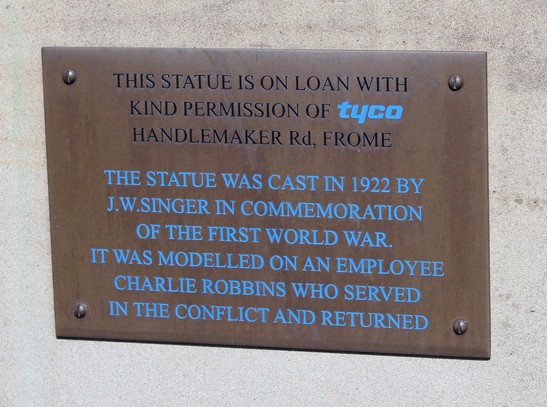 THIS STATUE IS ON LOAN WITH
KIND PERMISSION OF tyco
HANDLEMAKER Rd, FROME
THE STATUE WAS CAST IN 1922 BY
J.W.SINGER IN COMMEMORATION
OF THE FIRST WORLD WAR.
IT WAS MODELLED ON AN EMPLOYEE
CHARLIE ROBBINS WHO SERVED
IN THE CONFLICT AND RETURNED